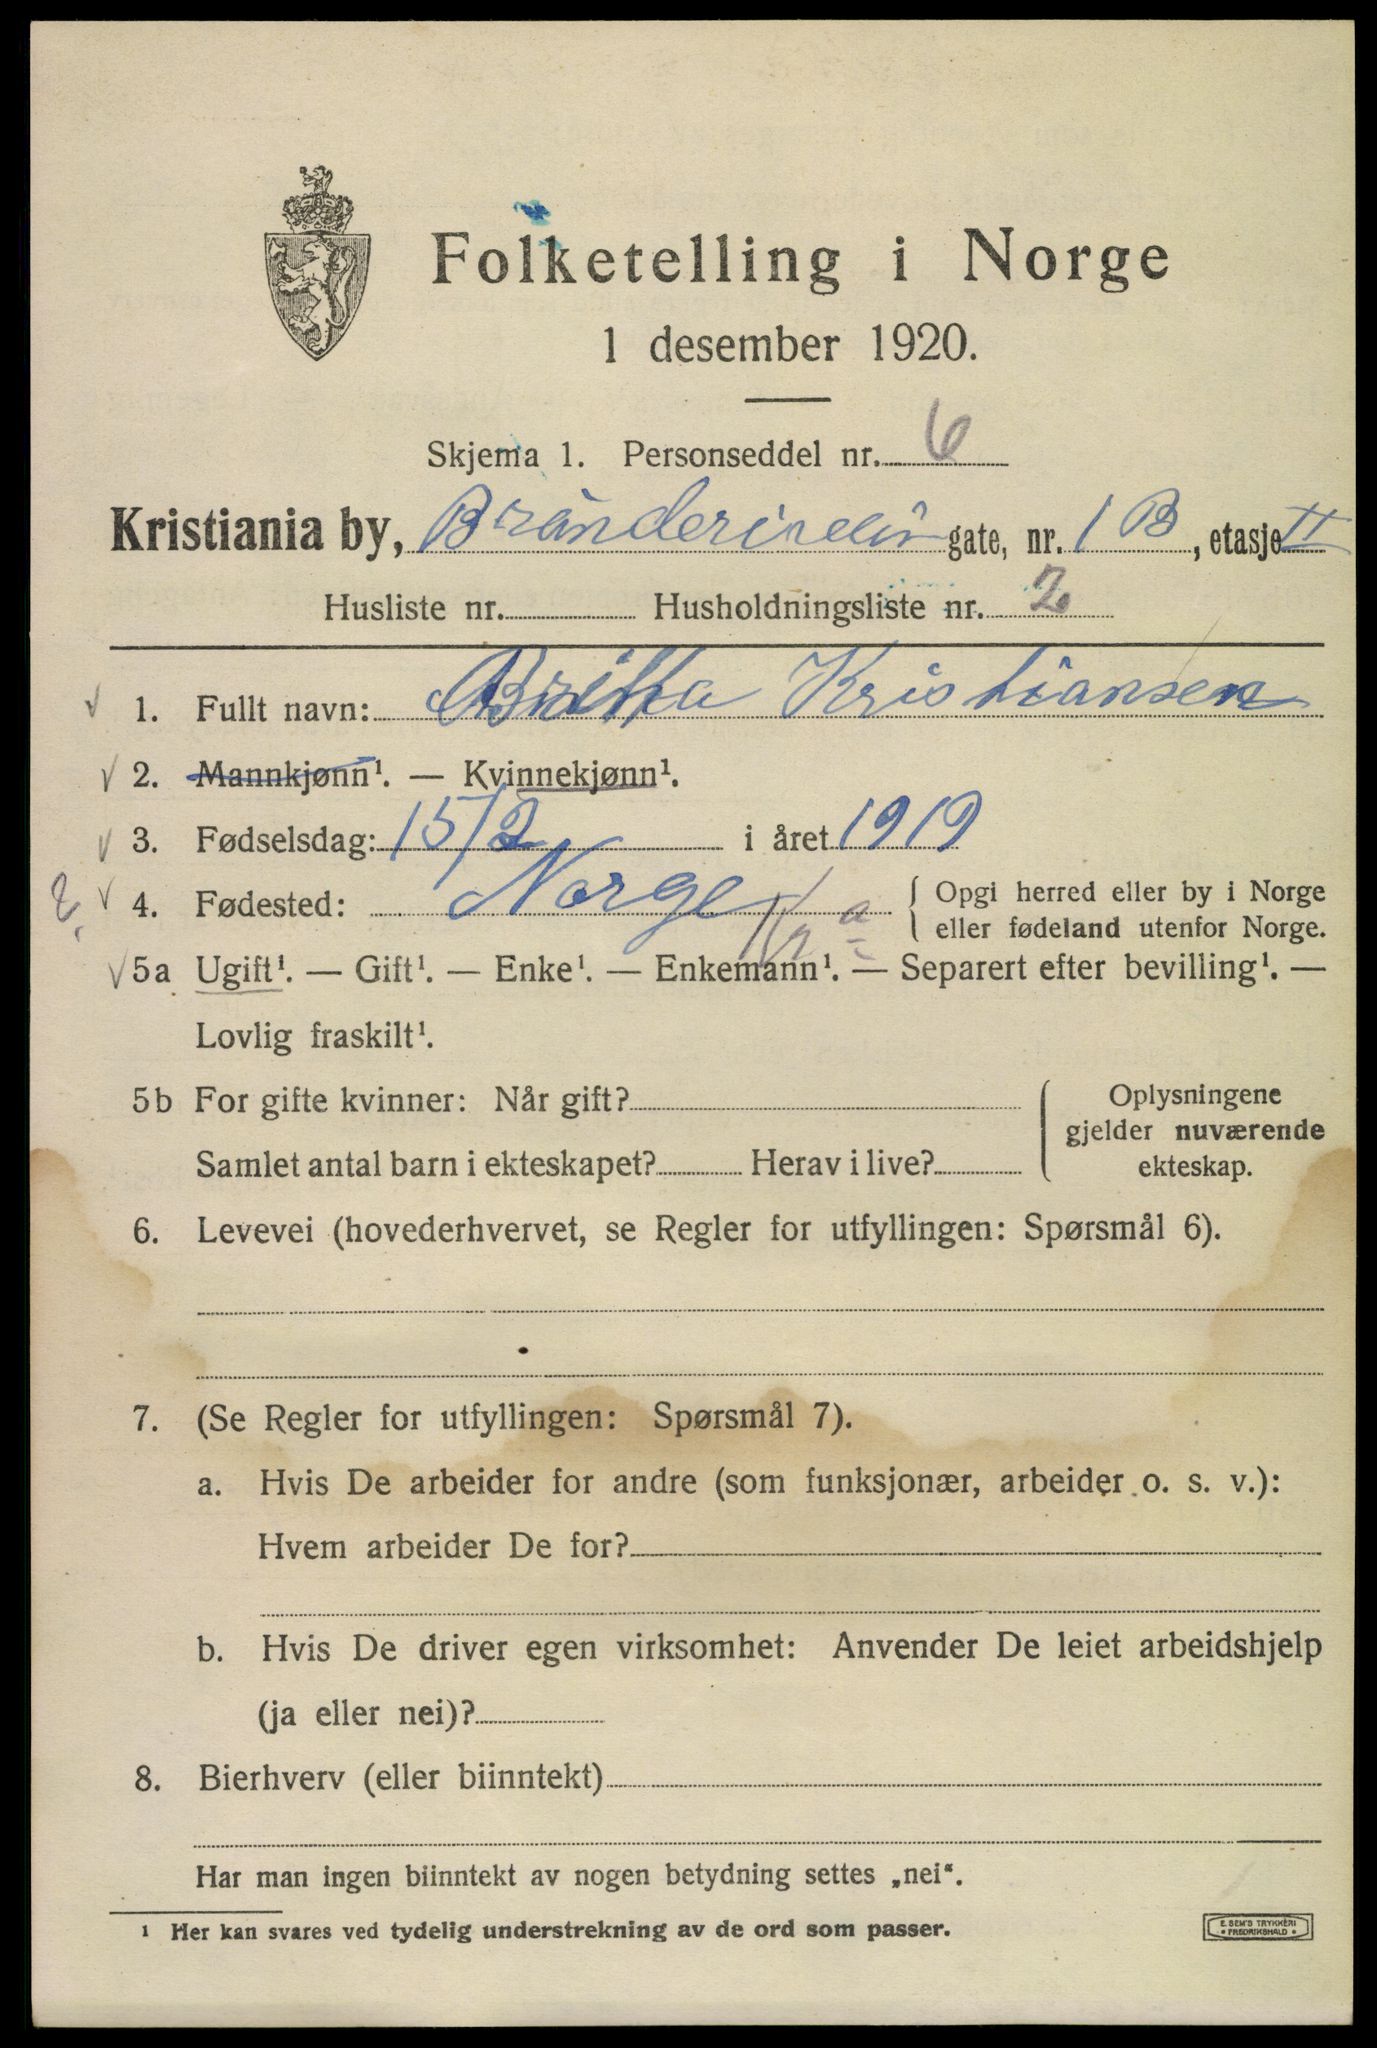 Folketelling i Norge
1 desember 1920.
Skjema 1. Personseddel nr. 6
Kristiania by, gate, nr. 1 B, etasje II
Husliste nr. Husholdningsliste nr. 2
1. Fullt navn: Britta Kristiansen
2. Mannkjønn¹. — Kvinnekjønn¹.
3. Fødselsdag: 15/2 i året 1919
4. Fødested: Norge Kra { Opgi herred eller by i Norge
eller fødeland utenfor Norge.
5a Ugift¹. — Gift¹. — Enke¹. — Enkemann¹. — Separert efter bevilling¹. —
Lovlig fraskilt¹.
5b For gifte kvinner: Når gift?
Samlet antal barn i ekteskapet? Herav i live?
Oplysningene
gjelder nuværende
ekteskap.
6. Levevei (hovederhvervet, se Regler for utfyllingen: Spørsmål 6).
7. (Se Regler for utfyllingen: Spørsmål 7).
a. Hvis De arbeider for andre (som funksjonær, arbeider o. s. v.):
Hvem arbeider De for?
b. Hvis De driver egen virksomhet: Anvender De leiet arbeidshjelp
(ja eller nei)?
8. Bierhverv (eller biinntekt)
Har man ingen biinntekt av nogen betydning settes „nei“.
¹ Her kan svares ved tydelig understrekning av de ord som passer.
E. SEM'S TRYKKERI
FREDRIKSHALD